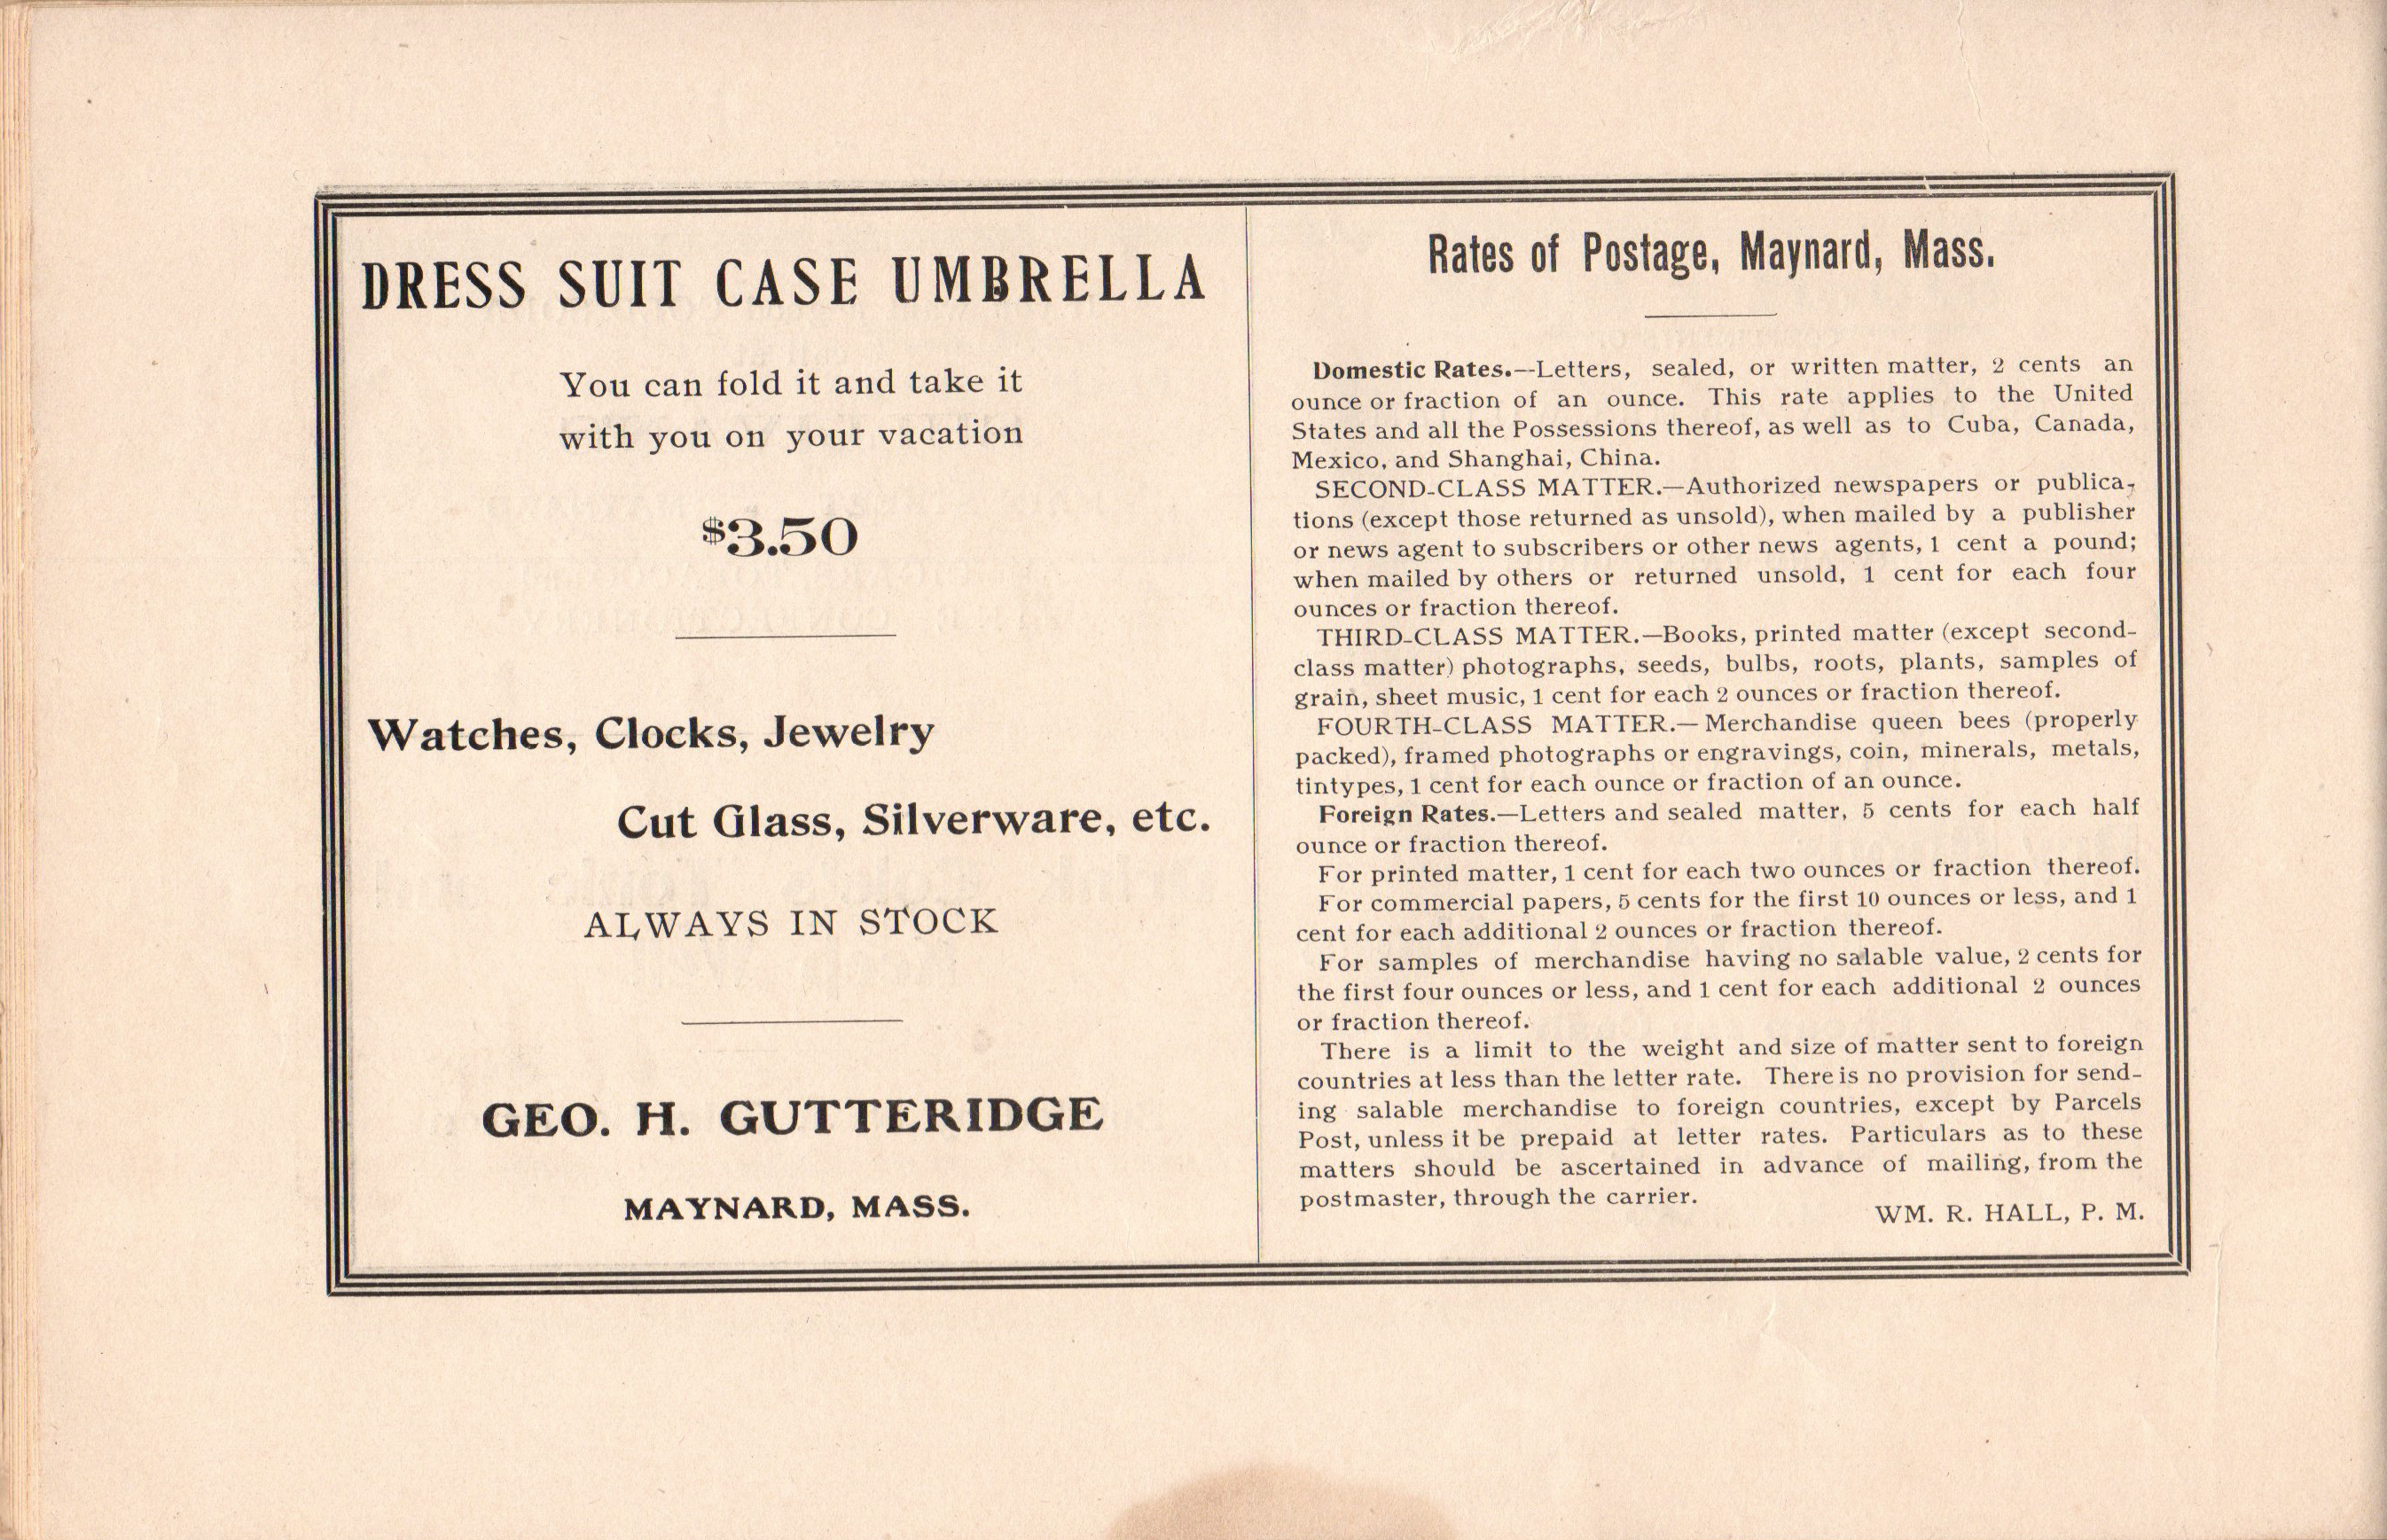 DRESS SUIT CASE UMBRELLA
You can fold it and take it
with you on your vacation
$3.50
Watches, Clocks, Jewelry
Cut Glass, Silverware, etc.
ALWAYS IN STOCK
GEO. H. GUTTERIDGE
MAYNARD, MASS.
Rates of Postage, Maynard, Mass.
Domestic Rates.—Letters, sealed, or written matter, 2 cents an
ounce or fraction of an ounce. This rate applies to the United
States and all the Possessions thereof, as well as to Cuba, Canada,
Mexico, and Shanghai, China.
SECOND-CLASS MATTER.—Authorized newspapers or publica-
tions (except those returned as unsold), when mailed by a publisher
or news agent to subscribers or other news agents, 1 cent a pound;
when mailed by others or returned unsold, 1 cent for each four
ounces or fraction thereof.
THIRD-CLASS MATTER.—Books, printed matter (except second-
class matter) photographs, seeds, bulbs, roots, plants, samples of
grain, sheet music, 1 cent for each 2 ounces or fraction thereof.
FOURTH-CLASS MATTER.—Merchandise queen bees (properly
packed), framed photographs or engravings, coin, minerals, metals,
tintypes, 1 cent for each ounce or fraction of an ounce.
Foreign Rates.—Letters and sealed matter, 5 cents for each half
ounce or fraction thereof.
For printed matter, 1 cent for each two ounces or fraction thereof.
For commercial papers, 5 cents for the first 10 ounces or less, and 1
cent for each additional 2 ounces or fraction thereof.
For samples of merchandise having no salable value, 2 cents for
the first four ounces or less, and 1 cent for each additional 2 ounces
or fraction thereof.
There is a limit to the weight and size of matter sent to foreign
countries at less than the letter rate. There is no provision for send-
ing salable merchandise to foreign countries, except by Parcels
Post, unless it be prepaid at letter rates. Particulars as to these
matters should be ascertained in advance of mailing, from the
postmaster, through the carrier.
WM. R. HALL, P. M.